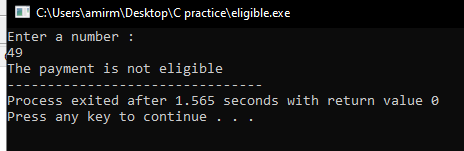 C:\Users\amirm\Desktop\C practice\eligible.exe
Enter a number :
49
The payment is not eligible
--------------------------------
Process exited after 1.565 seconds with return value 0
Press any key to continue . . .